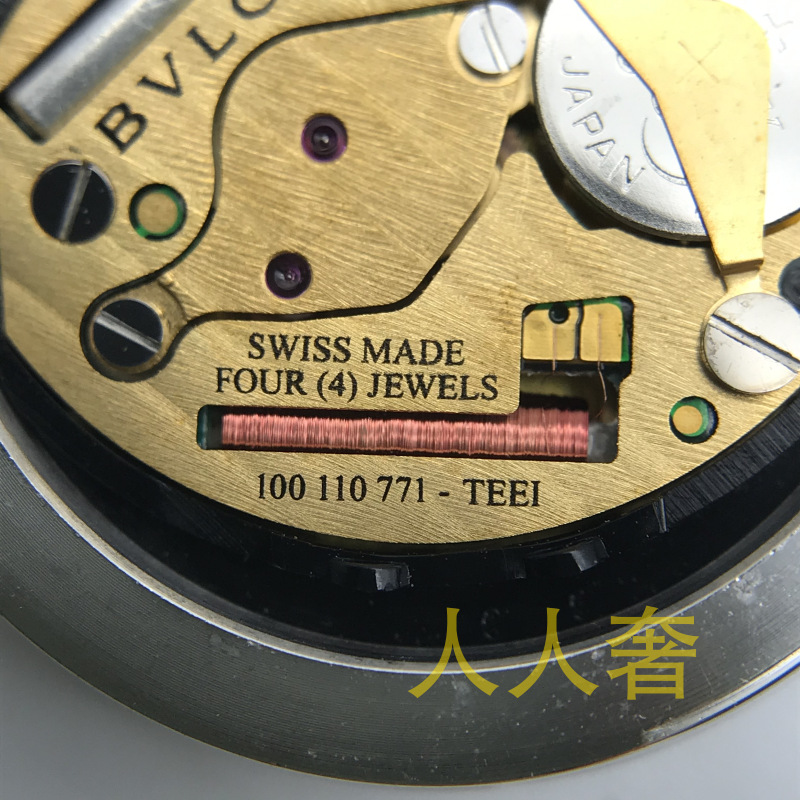 BVLG
JAPAN
SWISS MADE
FOUR (4) JEWELS
100 110 771 - TEEI
人人奢